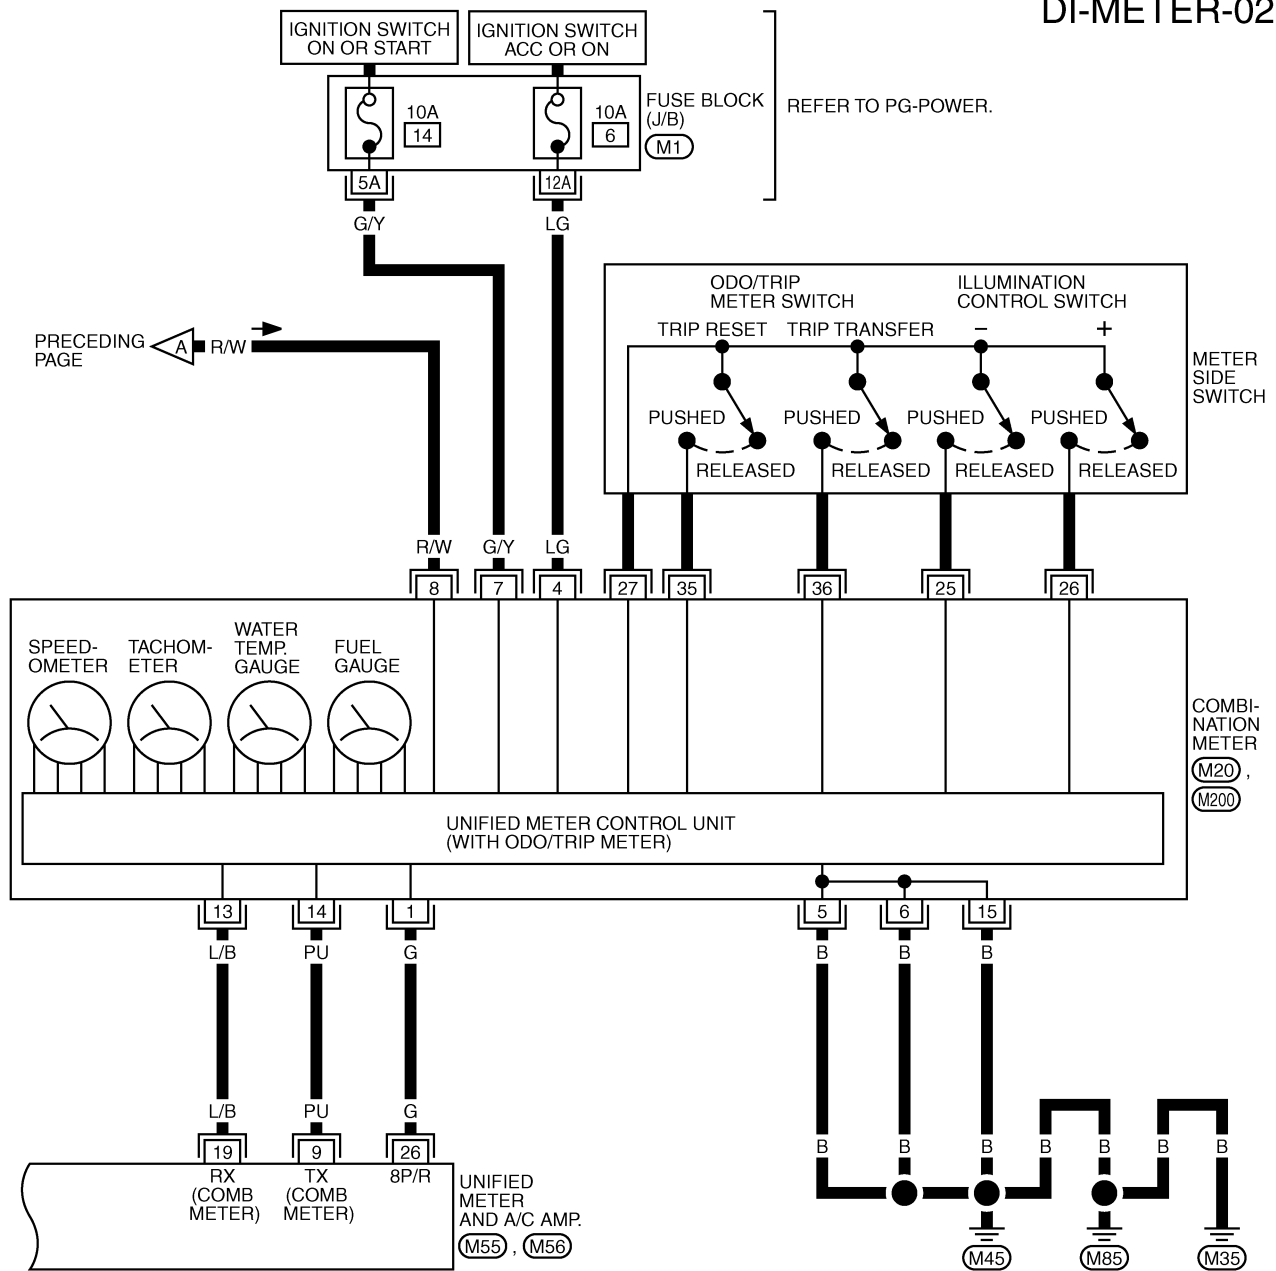 DI-METER-02
IGNITION SWITCH
ON OR START
IGNITION SWITCH
ACC OR ON
10A
14
10A
6
FUSE BLOCK
(J/B)
M1
REFER TO PG-POWER.
5A
12A
G/Y
LG
PRECEDING
PAGE
A
R/W
ODO/TRIP
METER SWITCH
ILLUMINATION
CONTROL SWITCH
TRIP RESET
TRIP TRANSFER
−
+
METER
SIDE
SWITCH
PUSHED
PUSHED
PUSHED
PUSHED
RELEASED
RELEASED
RELEASED
RELEASED
R/W
G/Y
LG
8
7
4
27
35
36
25
26
SPEED-
OMETER
TACHOM-
ETER
WATER
TEMP.
GAUGE
FUEL
GAUGE
COMBI-
NATION
METER
M20 ,
M200
UNIFIED METER CONTROL UNIT
(WITH ODO/TRIP METER)
13
14
1
5
6
15
L/B
PU
G
B
B
B
L/B
PU
G
B
B
B
B
B
B
B
19
9
26
RX
(COMB
METER)
TX
(COMB
METER)
8P/R
UNIFIED
METER
AND A/C AMP.
M55 , M56
M45
M85
M35